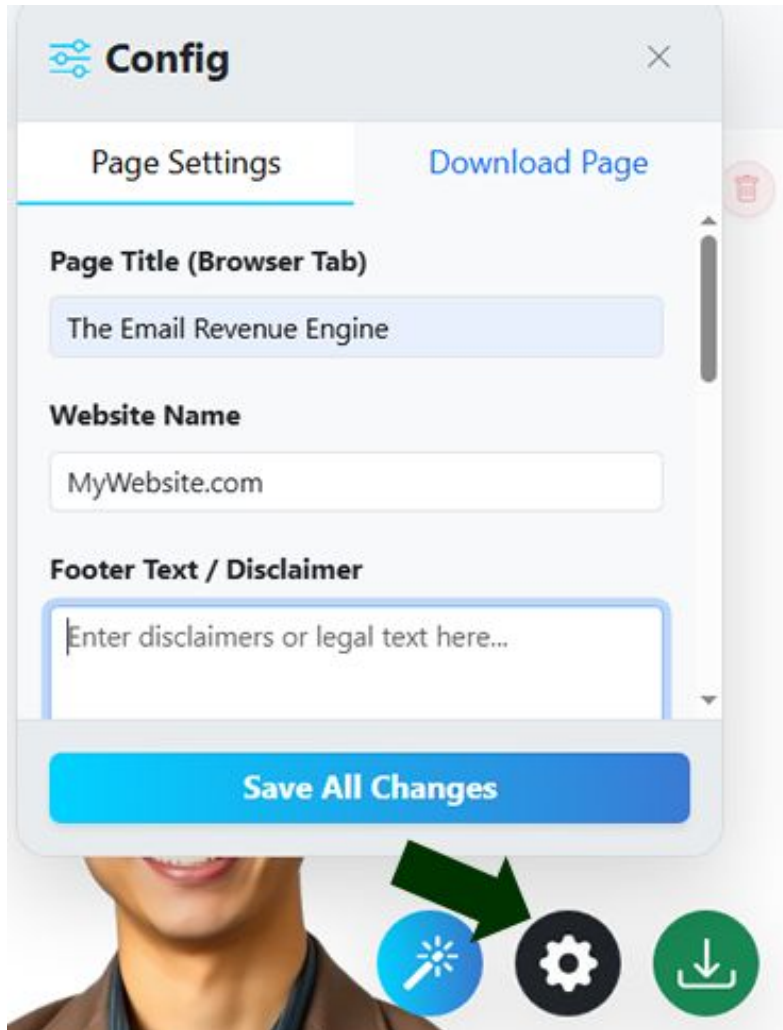 Config
Page Settings
Download Page
Page Title (Browser Tab)
The Email Revenue Engine
Website Name
MyWebsite.com
Footer Text / Disclaimer
Enter disclaimers or legal text here...
Save All Changes